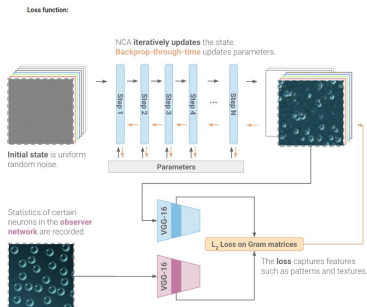 Loss function:
NCA iteratively updates the state.
Backprop-through-time updates parameters.
Step 1
Step 2
Step 3
Step 4
...
Step N
Initial state is uniform
random noise.
Parameters
Statistics of certain
neurons in the observer
network are recorded
VGG-16
L2 Loss on Gram matrices
The loss captures features
such as patterns and textures.
VGG-16